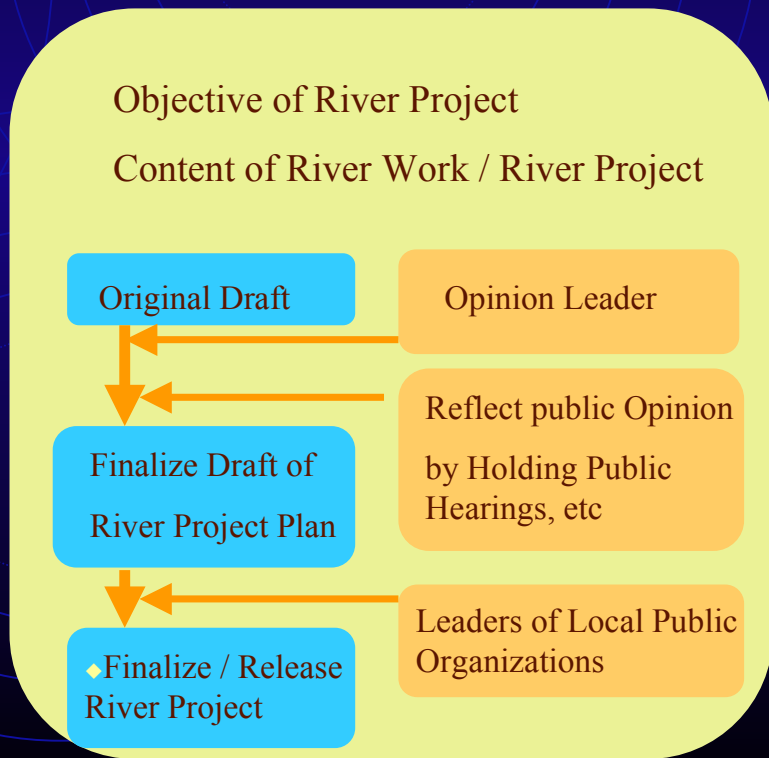 Objective of River Project
Content of River Work / River Project
Original Draft
Opinion Leader
Reflect public Opinion
by Holding Public
Hearings, etc
Finalize Draft of
River Project Plan
Leaders of Local Public
Organizations
◆Finalize / Release
River Project